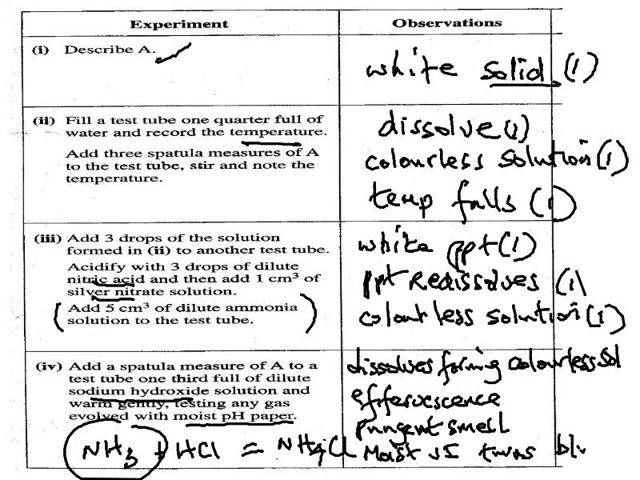 Experiment
Observations
(i) Describe A.
white solid (1)
(ii) Fill a test tube one quarter full of
water and record the temperature.
Add three spatula measures of A
to the test tube, stir and note the
temperature.
dissolve (1)
colourless solution (1)
temp falls (1)
(iii) Add 3 drops of the solution
formed in (ii) to another test tube.
Acidify with 3 drops of dilute
nitric acid and then add 1 cm³ of
silver nitrate solution.
Add 5 cm³ of dilute ammonia
solution to the test tube.
white ppt (1)
ppt Redissolves (1
colourless solution (1)
(iv) Add a spatula measure of A to a
test tube one third full of dilute
sodium hydroxide solution and
warm gently, testing any gas
evolved with moist pH paper.
NH3 + HCl = NH4Cl
dissolves forming colourless sol
effervescence
pungent smell
Moist turns